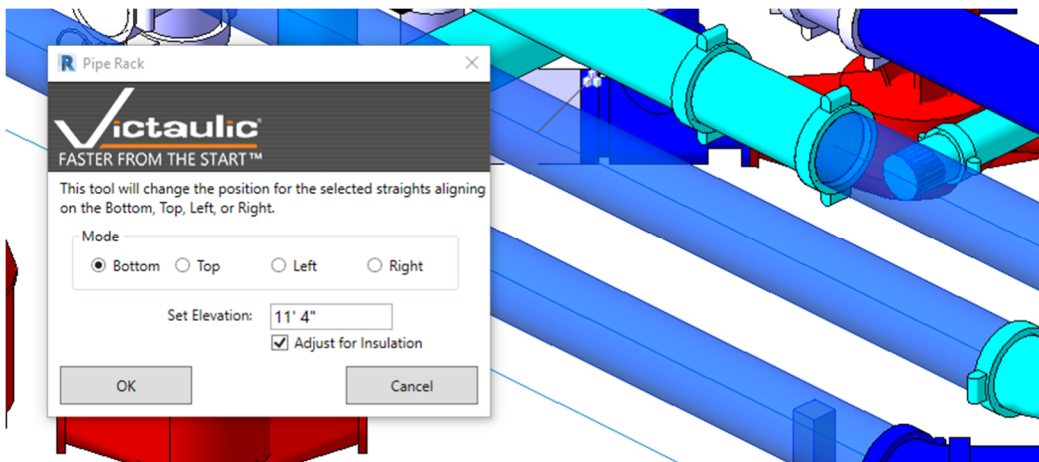 Pipe Rack
Victaulic®
FASTER FROM THE START™
This tool will change the position for the selected straights aligning
on the Bottom, Top, Left, or Right.
Mode
Bottom Top Left Right
Set Elevation: 11' 4"
Adjust for Insulation
OK Cancel